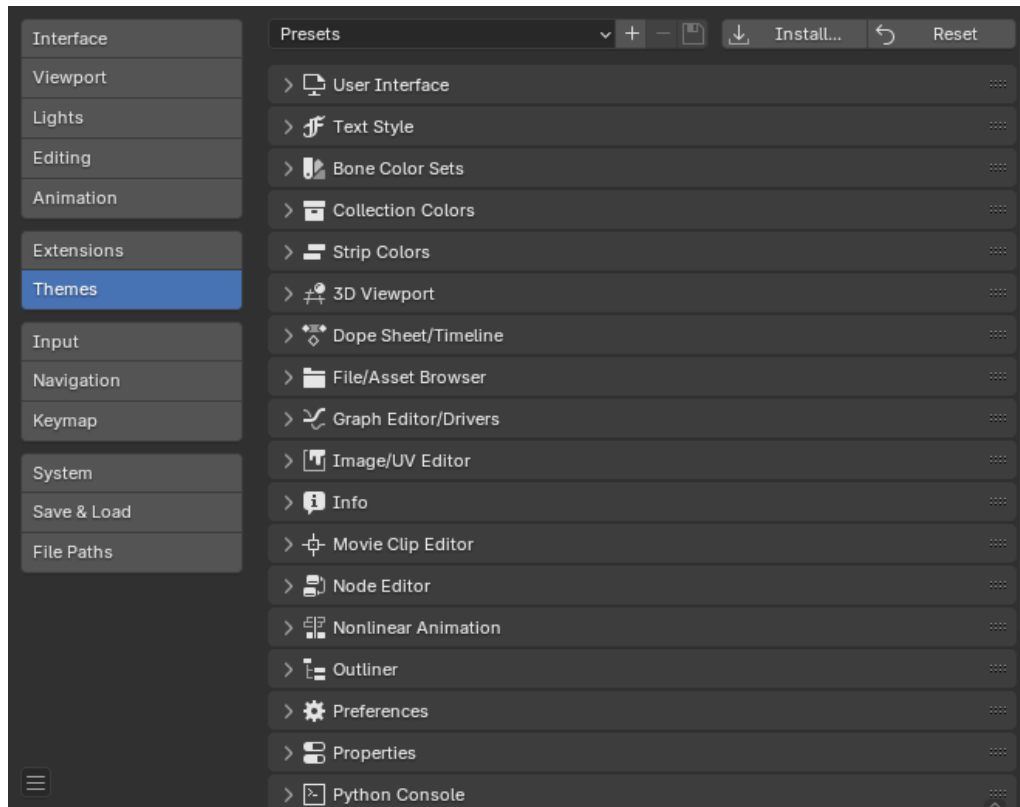 Interface
Viewport
Lights
Editing
Animation
Extensions
Themes
Input
Navigation
Keymap
System
Save & Load
File Paths
Presets
Install...
Reset
User Interface
Text Style
Bone Color Sets
Collection Colors
Strip Colors
3D Viewport
Dope Sheet/Timeline
File/Asset Browser
Graph Editor/Drivers
Image/UV Editor
Info
Movie Clip Editor
Node Editor
Nonlinear Animation
Outliner
Preferences
Properties
Python Console